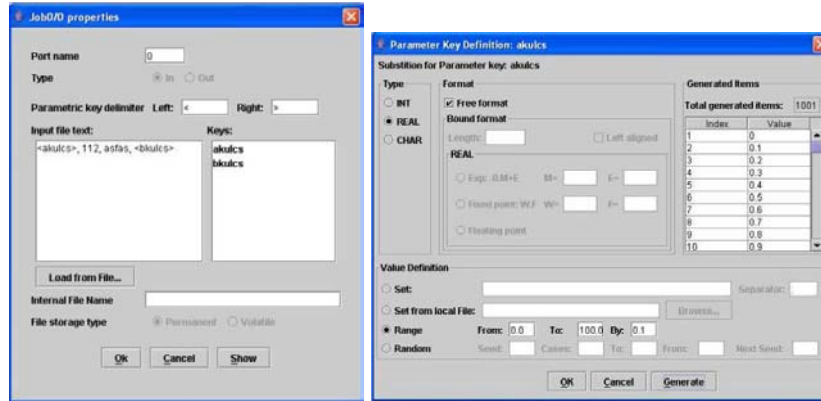 Job0/0 properties
Port name 0
Type In Out
Parametric key delimiter Left: < Right: >
Input file text: Keys:
<akulcs>, 112, asfas, <bkulcs> akulcs
bkulcs
Load from File...
Internal File Name
File storage type Permanent Volatile
Ok Cancel Show
Parameter Key Definition: akulcs
Substition for Parameter key: akulcs
Type Format Generated Items
INT Free format Total generated items: 1001
REAL Bound format
CHAR Length: Left aligned
REAL
Exp: .0.M+E M= E=
Fixed point: W.F W= F=
Floating point
Index Value
1 0
2 0.1
3 0.2
4 0.3
5 0.4
6 0.5
7 0.6
8 0.7
9 0.8
10 0.9
Value Definition
Set: Separator:
Set from local File: Browse...
Range From: 0.0 To: 100.0 By: 0.1
Random Seed: Cases: To: From: Next Seed:
OK Cancel Generate